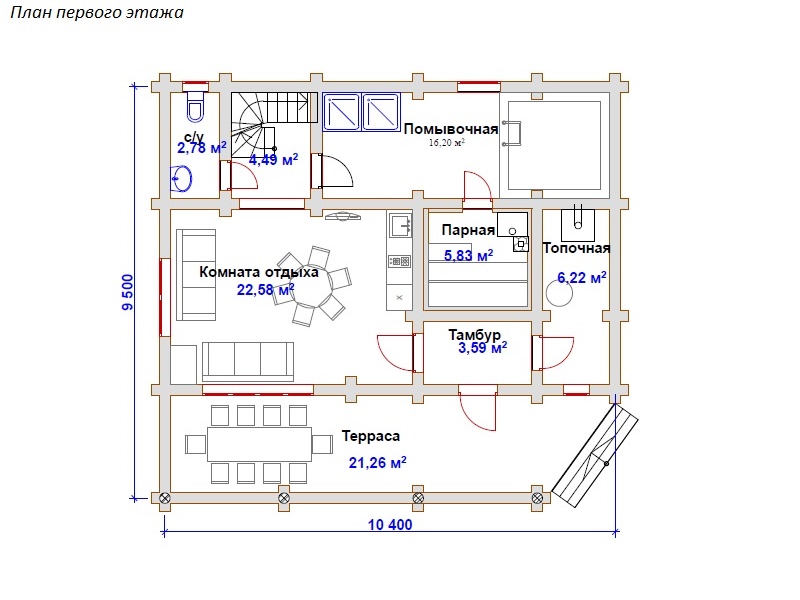 План первого этажа
с/у
2,78 м²
4,49 м²
Помывочная
16,20 м²
Парная
5,83 м²
Топочная
6,22 м²
Комната отдыха
22,58 м²
Тамбур
3,59 м²
Терраса
21,26 м²
9 500
10 400